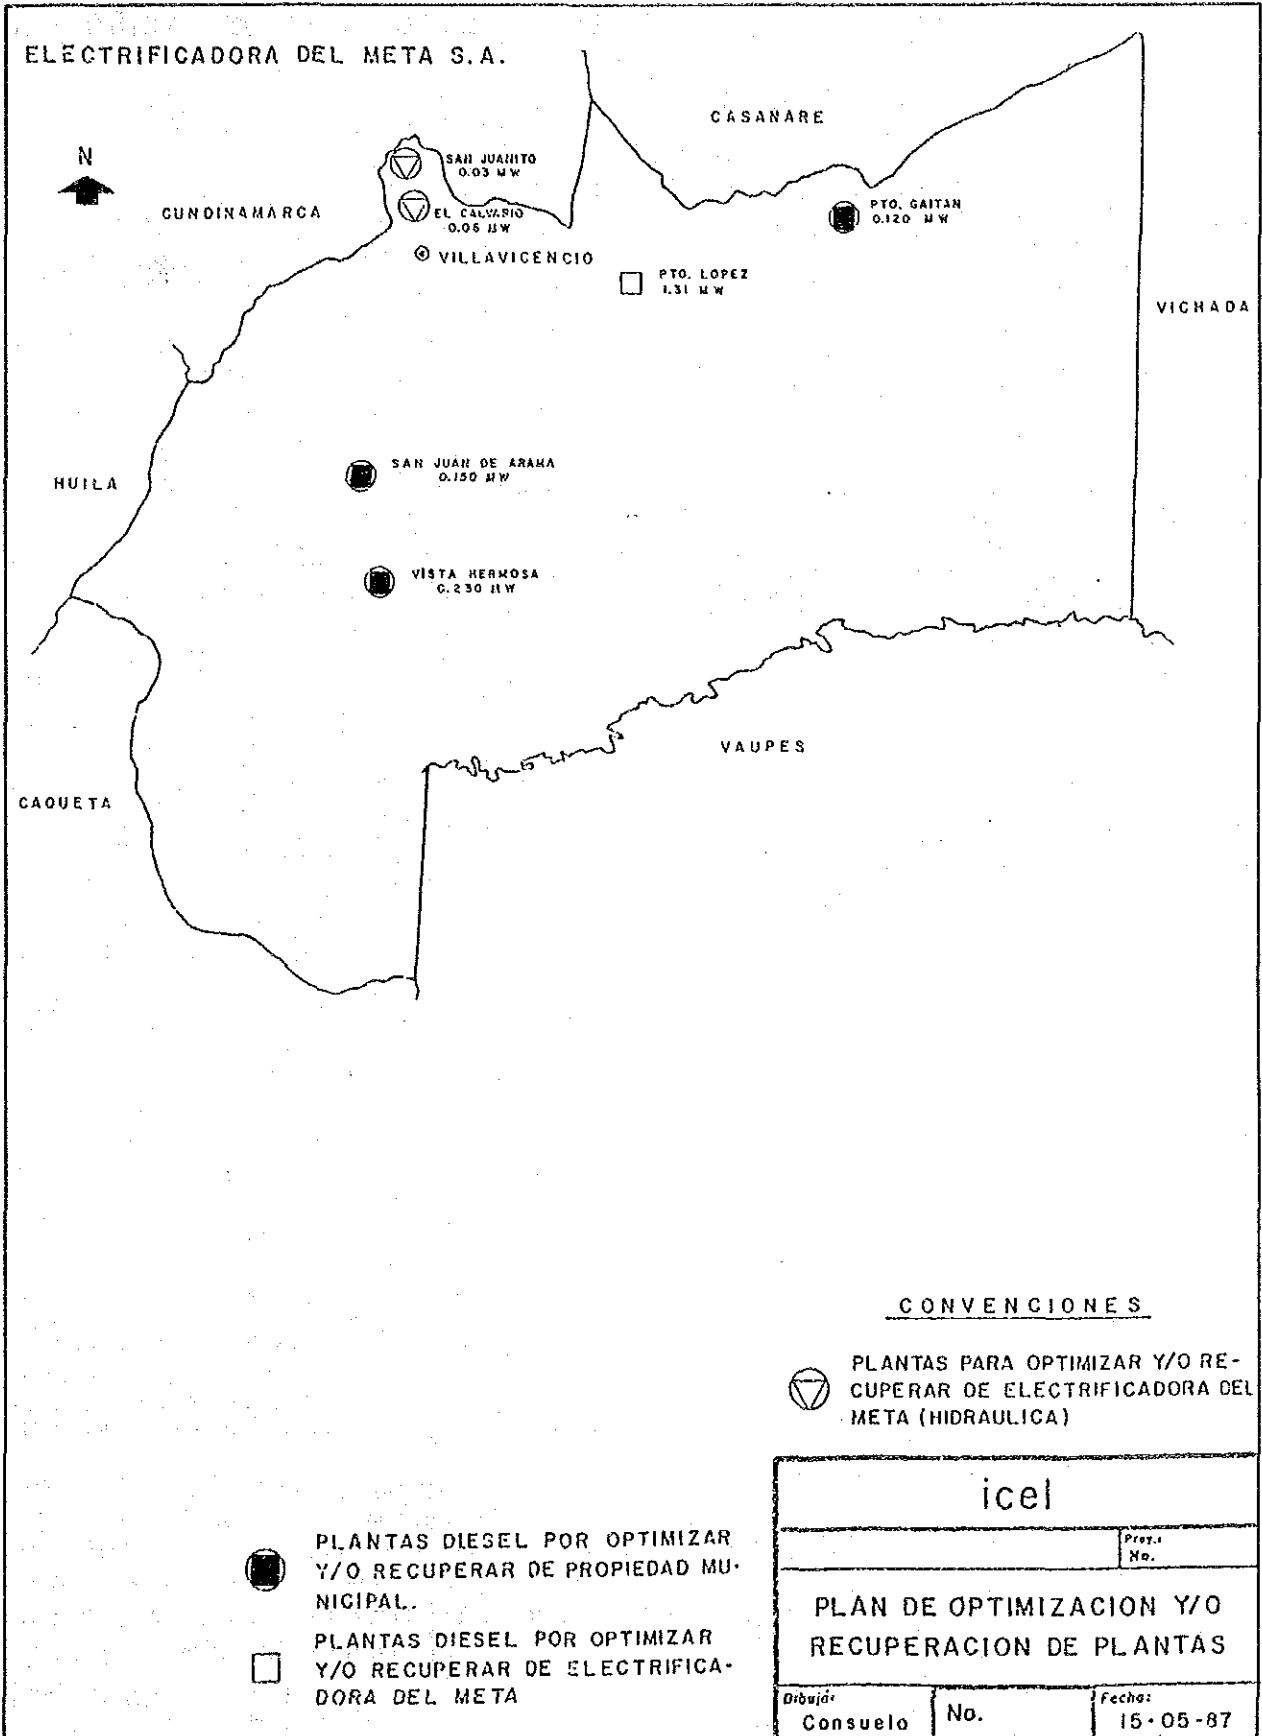 ELECTRIFICADORA DEL META S.A.
CASANARE
N
SAN JUANITO
0.03 MW
CUNDINAMARCA
EL CALVARIO
0.06 MW
PTO. GAITAN
0.120 MW
VILLAVICENCIO
PTO. LOPEZ
1.31 MW
VICHADA
SAN JUAN DE ARAMA
0.150 MW
HUILA
VISTA HERMOSA
0.230 MW
VAUPES
CAQUETA
CONVENCIONES
PLANTAS PARA OPTIMIZAR Y/O RE-
CUPERAR DE ELECTRIFICADORA DEL
META (HIDRAULICA)
PLANTAS DIESEL POR OPTIMIZAR
Y/O RECUPERAR DE PROPIEDAD MU-
NICIPAL.
PLANTAS DIESEL POR OPTIMIZAR
Y/O RECUPERAR DE ELECTRIFICA-
DORA DEL META
icel
Proy.:
No.
PLAN DE OPTIMIZACION Y/O
RECUPERACION DE PLANTAS
Dibujó:
Consuelo
No.
Fecha:
15-05-87